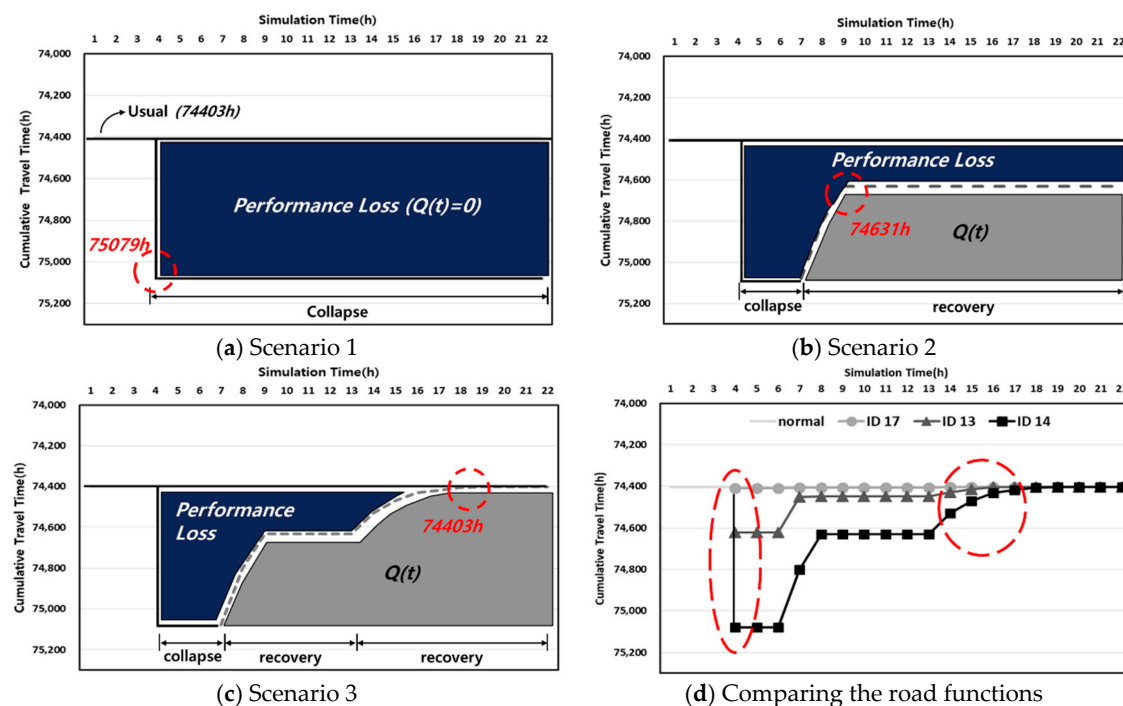 Simulation Time(h)
1 2 3 4 5 6 7 8 9 10 11 12 13 14 15 16 17 18 19 20 21 22
Cumulative Travel Time(h)
74,000
74,200
74,400
74,600
74,800
75,000
75,200
Usual (74403h)
Performance Loss (Q(t)=0)
75079h
Collapse
(a) Scenario 1
Simulation Time(h)
1 2 3 4 5 6 7 8 9 10 11 12 13 14 15 16 17 18 19 20 21 22
Cumulative Travel Time(h)
74,000
74,200
74,400
74,600
74,800
75,000
75,200
Performance Loss
74631h
Q(t)
collapse recovery
(b) Scenario 2
Simulation Time(h)
1 2 3 4 5 6 7 8 9 10 11 12 13 14 15 16 17 18 19 20 21 22
Cumulative Travel Time(h)
74,000
74,200
74,400
74,600
74,800
75,000
75,200
Performance
Loss
74403h
Q(t)
collapse recovery recovery
(c) Scenario 3
Simulation Time(h)
1 2 3 4 5 6 7 8 9 10 11 12 13 14 15 16 17 18 19 20 21 22
Cumulative Travel Time(h)
74,000
74,200
74,400
74,600
74,800
75,000
75,200
normal ID 17 ID 13 ID 14
(d) Comparing the road functions